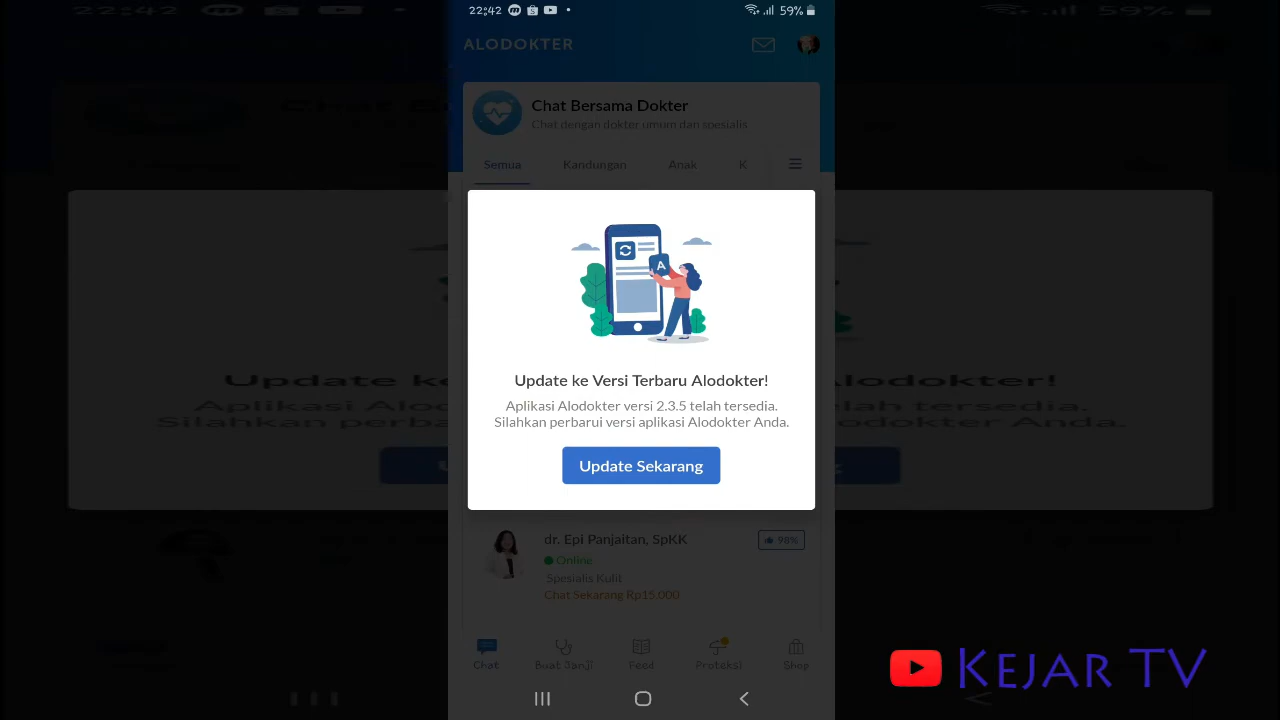 22:42
59%
ALODOKTER
Chat Bersama Dokter
Chat dengan dokter umum dan spesialis
Semua Kandungan Anak K
A
Update ke Versi Terbaru Alodokter!
Aplikasi Alodokter versi 2.3.5 telah tersedia.
Silahkan perbarui versi aplikasi Alodokter Anda.
Update Sekarang
dr. Epi Panjaitan, SpKK
98%
Online
Spesialis Kulit
Chat Sekarang Rp15.000
Chat Buat Janji Feed Proteksi Shop
KEJAR TV